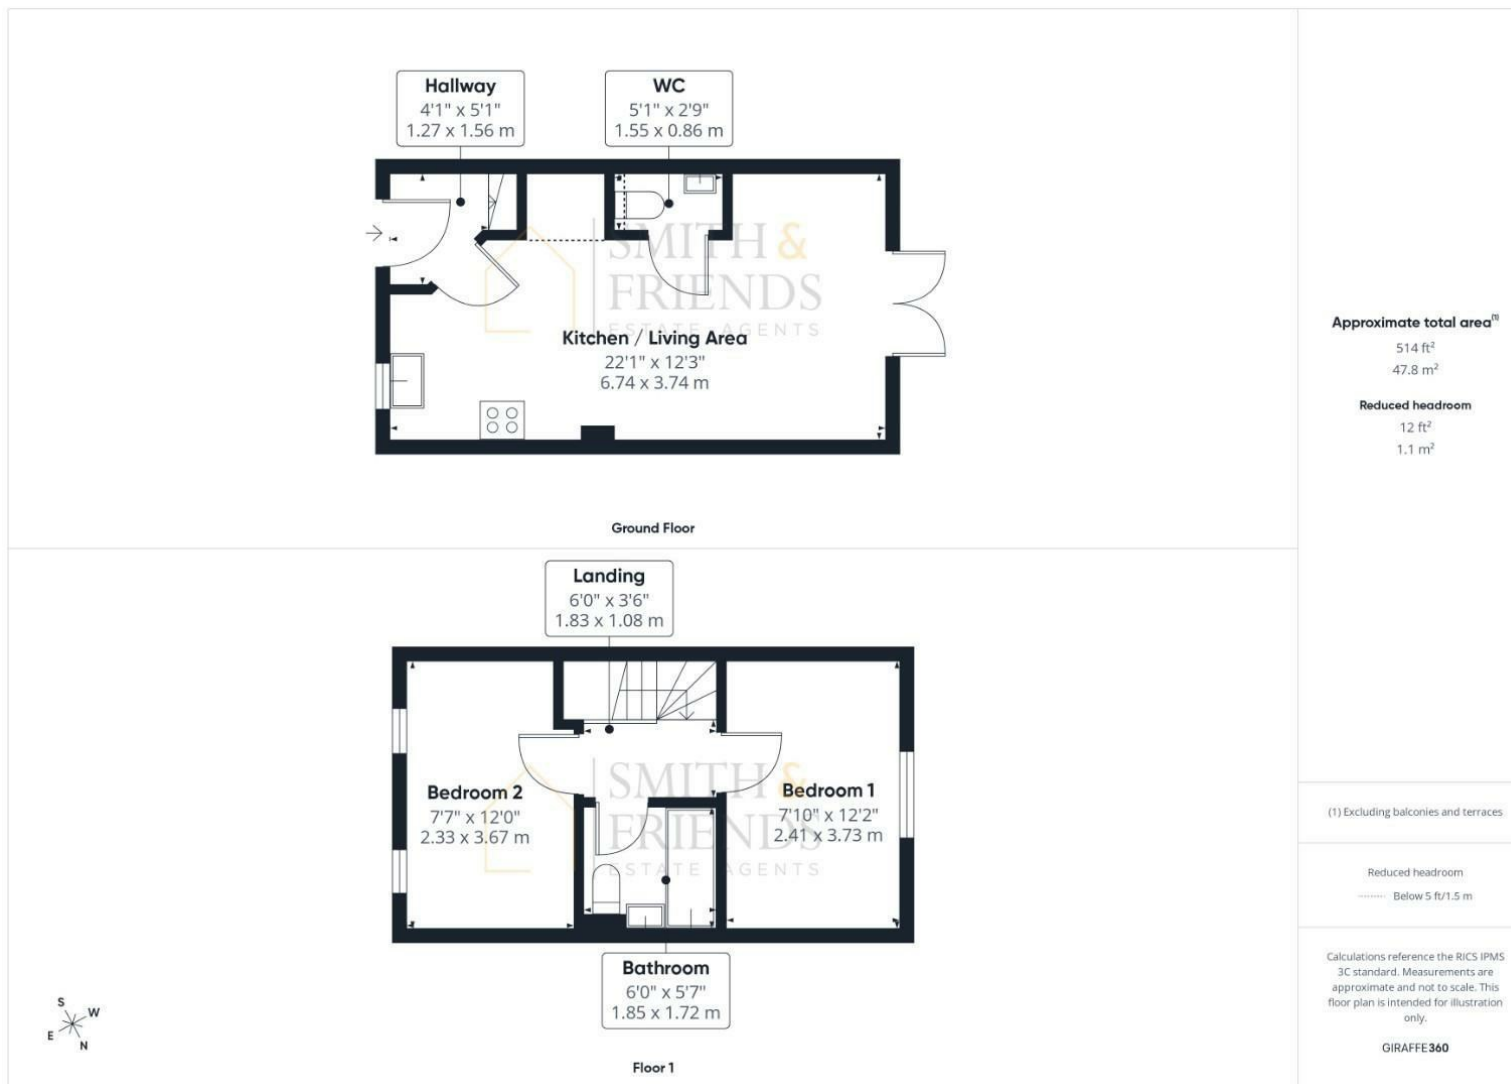 Hallway
4'1" x 5'1"
1.27 x 1.56 m
WC
5'1" x 2'9"
1.55 x 0.86 m
SMITH &
FRIENDS
ESTATE AGENTS
Kitchen / Living Area
22'1" x 12'3"
6.74 x 3.74 m
Ground Floor
Landing
6'0" x 3'6"
1.83 x 1.08 m
SMITH &
FRIENDS
ESTATE AGENTS
Bedroom 2
7'7" x 12'0"
2.33 x 3.67 m
Bedroom 1
7'10" x 12'2"
2.41 x 3.73 m
Bathroom
6'0" x 5'7"
1.85 x 1.72 m
S
W
E
N
Floor 1
Approximate total area(1)
514 ft²
47.8 m²
Reduced headroom
12 ft²
1.1 m²
(1) Excluding balconies and terraces
Reduced headroom
Below 5 ft/1.5 m
Calculations reference the RICS IPMS
3C standard. Measurements are
approximate and not to scale. This
floor plan is intended for illustration
only.
GIRAFFE360